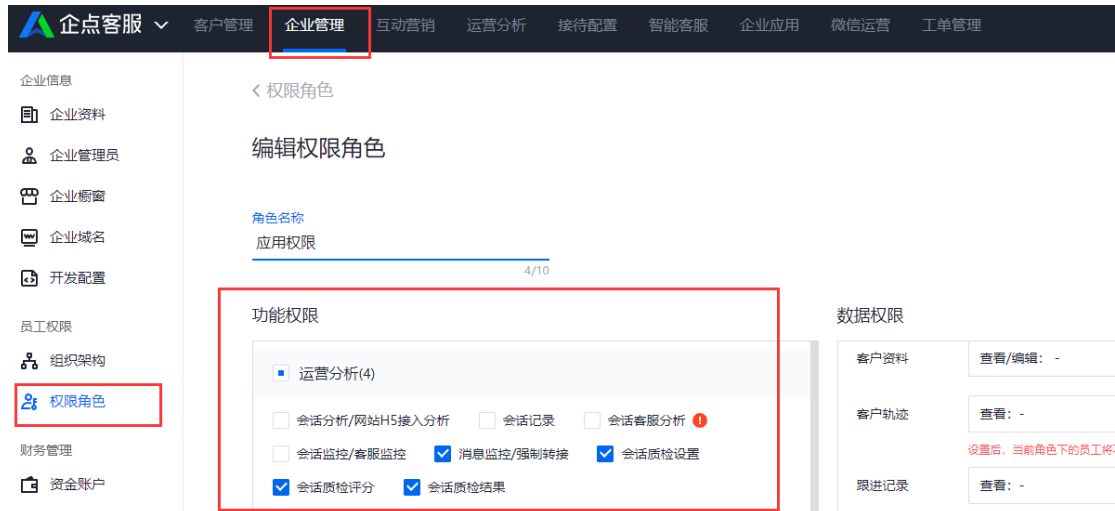 企点客服 客户管理 企业管理 互动营销 运营分析 接待配置 智能客服 企业应用 微信运营 工单管理
企业信息
企业资料
企业管理员
企业橱窗
企业域名
开发配置
员工权限
组织架构
权限角色
财务管理
资金账户
权限角色
编辑权限角色
角色名称
应用权限
4/10
功能权限
运营分析(4)
会话分析/网站H5接入分析 会话记录 会话客服分析
会话监控/客服监控 消息监控/强制转接 会话质检设置
会话质检评分 会话质检结果
数据权限
客户资料 查看/编辑: -
客户轨迹 查看: -
设置后，当前角色下的员工将
跟进记录 查看: -